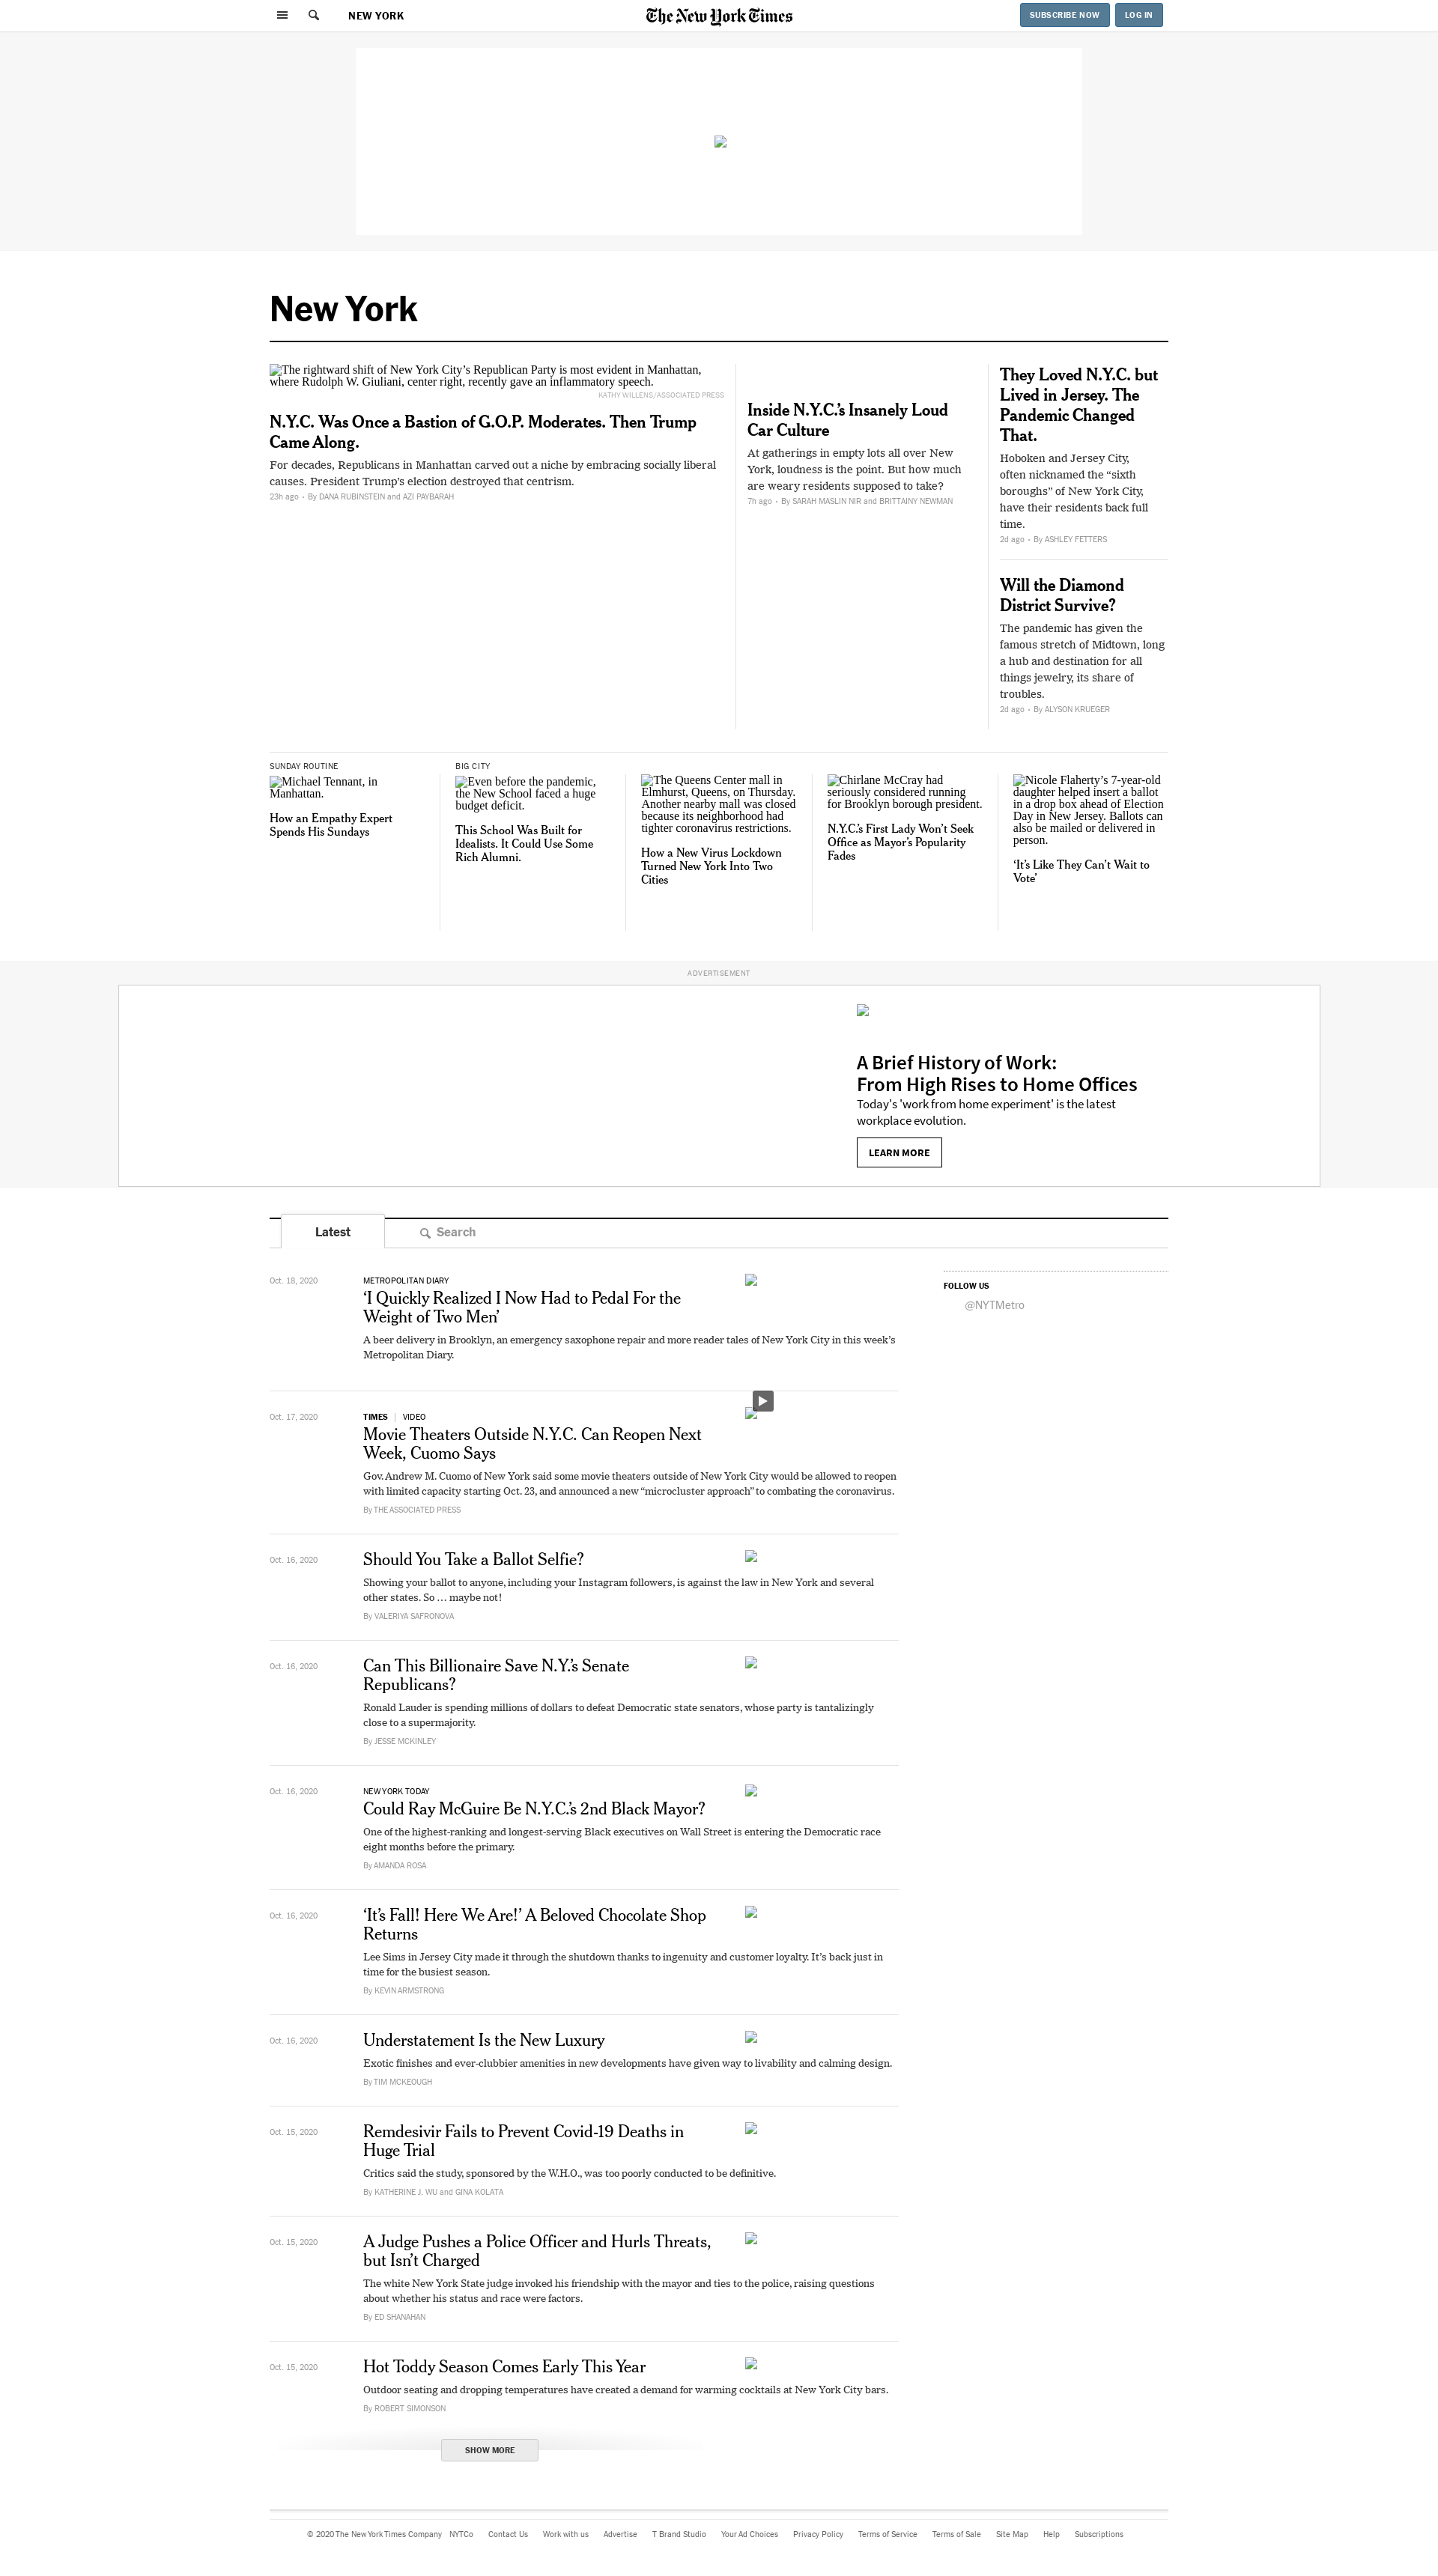 NEW YORK
The New York Times
SUBSCRIBE NOW
LOG IN
New York
The rightward shift of New York City’s Republican Party is most evident in Manhattan,
where Rudolph W. Giuliani, center right, recently gave an inflammatory speech.
KATHY WILLENS/ASSOCIATED PRESS
N.Y.C. Was Once a Bastion of G.O.P. Moderates. Then Trump
Came Along.
For decades, Republicans in Manhattan carved out a niche by embracing socially liberal
causes. President Trump’s election destroyed that centrism.
23h ago • By DANA RUBINSTEIN and AZI PAYBARAH
Inside N.Y.C.’s Insanely Loud
Car Culture
At gatherings in empty lots all over New
York, loudness is the point. But how much
are weary residents supposed to take?
7h ago • By SARAH MASLIN NIR and BRITTAINY NEWMAN
They Loved N.Y.C. but
Lived in Jersey. The
Pandemic Changed
That.
Hoboken and Jersey City,
often nicknamed the “sixth
boroughs” of New York City,
have their residents back full
time.
2d ago • By ASHLEY FETTERS
Will the Diamond
District Survive?
The pandemic has given the
famous stretch of Midtown, long
a hub and destination for all
things jewelry, its share of
troubles.
2d ago • By ALYSON KRUEGER
SUNDAY ROUTINE
Michael Tennant, in
Manhattan.
How an Empathy Expert
Spends His Sundays
BIG CITY
Even before the pandemic,
the New School faced a huge
budget deficit.
This School Was Built for
Idealists. It Could Use Some
Rich Alumni.
The Queens Center mall in
Elmhurst, Queens, on Thursday.
Another nearby mall was closed
because its neighborhood had
tighter coronavirus restrictions.
How a New Virus Lockdown
Turned New York Into Two
Cities
Chirlane McCray had
seriously considered running
for Brooklyn borough president.
N.Y.C.’s First Lady Won’t Seek
Office as Mayor’s Popularity
Fades
Nicole Flaherty’s 7-year-old
daughter helped insert a ballot
in a drop box ahead of Election
Day in New Jersey. Ballots can
also be mailed or delivered in
person.
‘It’s Like They Can’t Wait to
Vote’
ADVERTISEMENT
A Brief History of Work:
From High Rises to Home Offices
Today's 'work from home experiment' is the latest
workplace evolution.
LEARN MORE
Latest
Search
Oct. 18, 2020
METROPOLITAN DIARY
‘I Quickly Realized I Now Had to Pedal For the
Weight of Two Men’
A beer delivery in Brooklyn, an emergency saxophone repair and more reader tales of New York City in this week’s
Metropolitan Diary.
FOLLOW US
@NYTMetro
Oct. 17, 2020
TIMES | VIDEO
Movie Theaters Outside N.Y.C. Can Reopen Next
Week, Cuomo Says
Gov. Andrew M. Cuomo of New York said some movie theaters outside of New York City would be allowed to reopen
with limited capacity starting Oct. 23, and announced a new “microcluster approach” to combating the coronavirus.
By THE ASSOCIATED PRESS
Oct. 16, 2020
Should You Take a Ballot Selfie?
Showing your ballot to anyone, including your Instagram followers, is against the law in New York and several
other states. So … maybe not!
By VALERIYA SAFRONOVA
Oct. 16, 2020
Can This Billionaire Save N.Y.’s Senate
Republicans?
Ronald Lauder is spending millions of dollars to defeat Democratic state senators, whose party is tantalizingly
close to a supermajority.
By JESSE MCKINLEY
Oct. 16, 2020
NEW YORK TODAY
Could Ray McGuire Be N.Y.C.’s 2nd Black Mayor?
One of the highest-ranking and longest-serving Black executives on Wall Street is entering the Democratic race
eight months before the primary.
By AMANDA ROSA
Oct. 16, 2020
‘It’s Fall! Here We Are!’ A Beloved Chocolate Shop
Returns
Lee Sims in Jersey City made it through the shutdown thanks to ingenuity and customer loyalty. It’s back just in
time for the busiest season.
By KEVIN ARMSTRONG
Oct. 16, 2020
Understatement Is the New Luxury
Exotic finishes and ever-clubbier amenities in new developments have given way to livability and calming design.
By TIM MCKEOUGH
Oct. 15, 2020
Remdesivir Fails to Prevent Covid-19 Deaths in
Huge Trial
Critics said the study, sponsored by the W.H.O., was too poorly conducted to be definitive.
By KATHERINE J. WU and GINA KOLATA
Oct. 15, 2020
A Judge Pushes a Police Officer and Hurls Threats,
but Isn’t Charged
The white New York State judge invoked his friendship with the mayor and ties to the police, raising questions
about whether his status and race were factors.
By ED SHANAHAN
Oct. 15, 2020
Hot Toddy Season Comes Early This Year
Outdoor seating and dropping temperatures have created a demand for warming cocktails at New York City bars.
By ROBERT SIMONSON
SHOW MORE
© 2020 The New York Times Company NYTCo Contact Us Work with us Advertise T Brand Studio Your Ad Choices Privacy Policy Terms of Service Terms of Sale Site Map Help Subscriptions